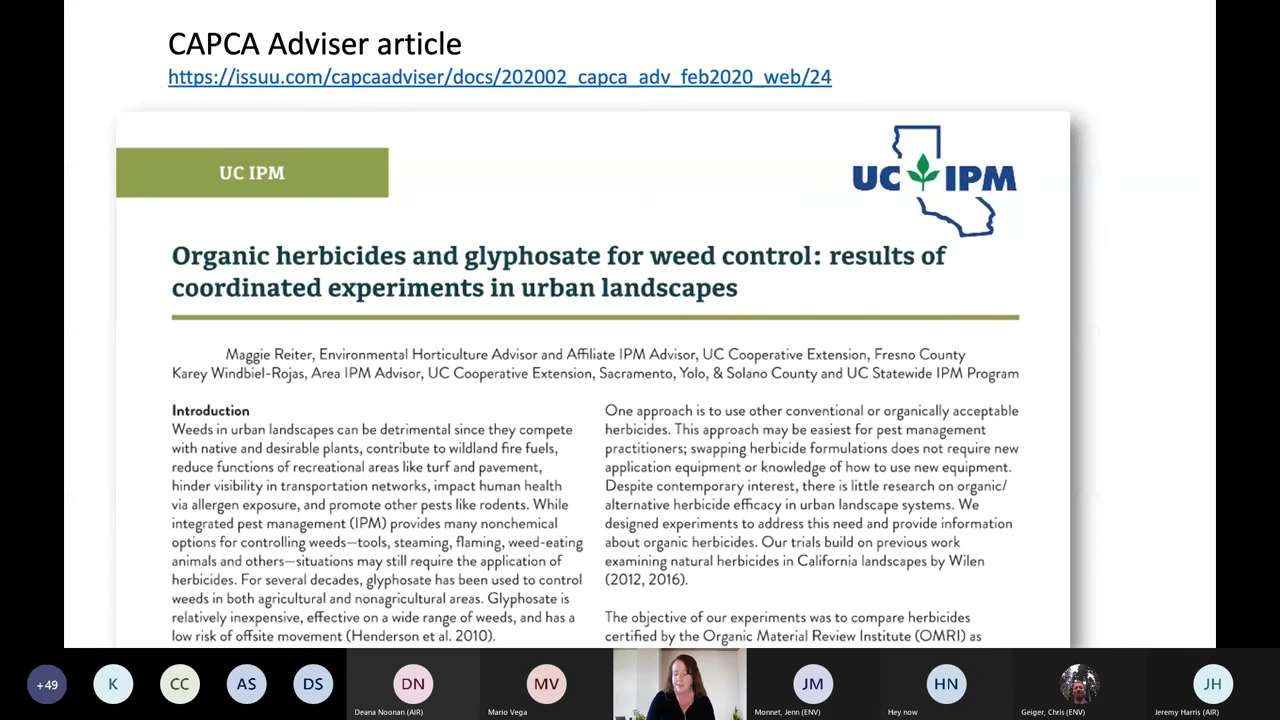 CAPCA Adviser article
https://issuu.com/capcaadviser/docs/202002_capca_adv_feb2020_web/24
UC IPM
UC IPM
Organic herbicides and glyphosate for weed control: results of
coordinated experiments in urban landscapes
Maggie Reiter, Environmental Horticulture Advisor and Affiliate IPM Advisor, UC Cooperative Extension, Fresno County
Karey Windbiel-Rojas, Area IPM Advisor, UC Cooperative Extension, Sacramento, Yolo, & Solano County and UC Statewide IPM Program
Introduction
Weeds in urban landscapes can be detrimental since they compete
with native and desirable plants, contribute to wildland fire fuels,
reduce functions of recreational areas like turf and pavement,
hinder visibility in transportation networks, impact human health
via allergen exposure, and promote other pests like rodents. While
integrated pest management (IPM) provides many nonchemical
options for controlling weeds—tools, steaming, flaming, weed-eating
animals and others—situations may still require the application of
herbicides. For several decades, glyphosate has been used to control
weeds in both agricultural and nonagricultural areas. Glyphosate is
relatively inexpensive, effective on a wide range of weeds, and has a
low risk of offsite movement (Henderson et al. 2010).
One approach is to use other conventional or organically acceptable
herbicides. This approach may be easiest for pest management
practitioners; swapping herbicide formulations does not require new
application equipment or knowledge of how to use new equipment.
Despite contemporary interest, there is little research on organic/
alternative herbicide efficacy in urban landscape systems. We
designed experiments to address this need and provide information
about organic herbicides. Our trials build on previous work
examining natural herbicides in California landscapes by Wilen
(2012, 2016).
The objective of our experiments was to compare herbicides
certified by the Organic Material Review Institute (OMRI) as
+49
K
CC
AS
DS
DN
MV
JM
HN
JH
Deana Noonan (AIR)
Mario Vega
Monnet, Jenn (ENV)
Hey now
Geiger, Chris (ENV)
Jeremy Harris (AIR)